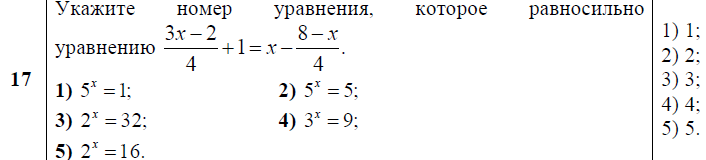 17
Укажите номер уравнения, которое равносильно
уравнению (3x − 2)/4 + 1 = x − (8 − x)/4.
1) 5^x = 1; 2) 5^x = 5;
3) 2^x = 32; 4) 3^x = 9;
5) 2^x = 16.
1) 1;
2) 2;
3) 3;
4) 4;
5) 5.